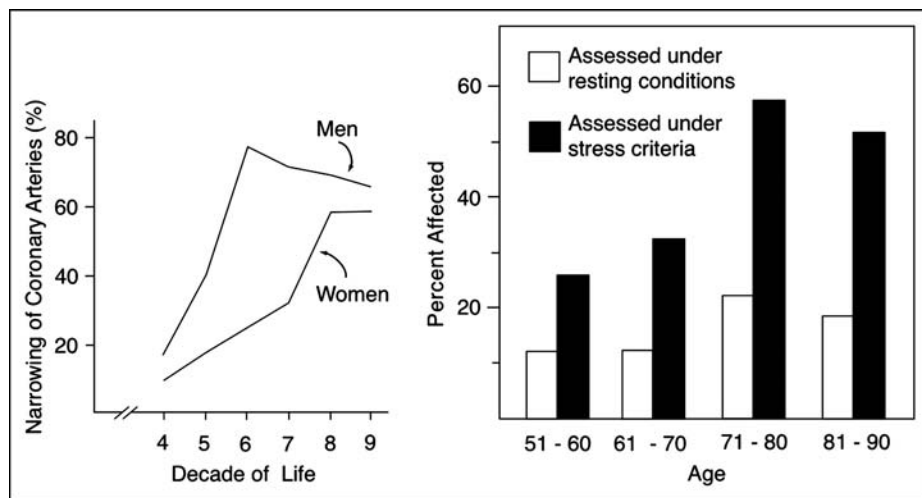 Narrowing of Coronary Arteries (%)
80
60
40
20
Men
Women
4 5 6 7 8 9
Decade of Life
Percent Affected
60
40
20
Assessed under
resting conditions
Assessed under
stress criteria
51 - 60 61 - 70 71 - 80 81 - 90
Age